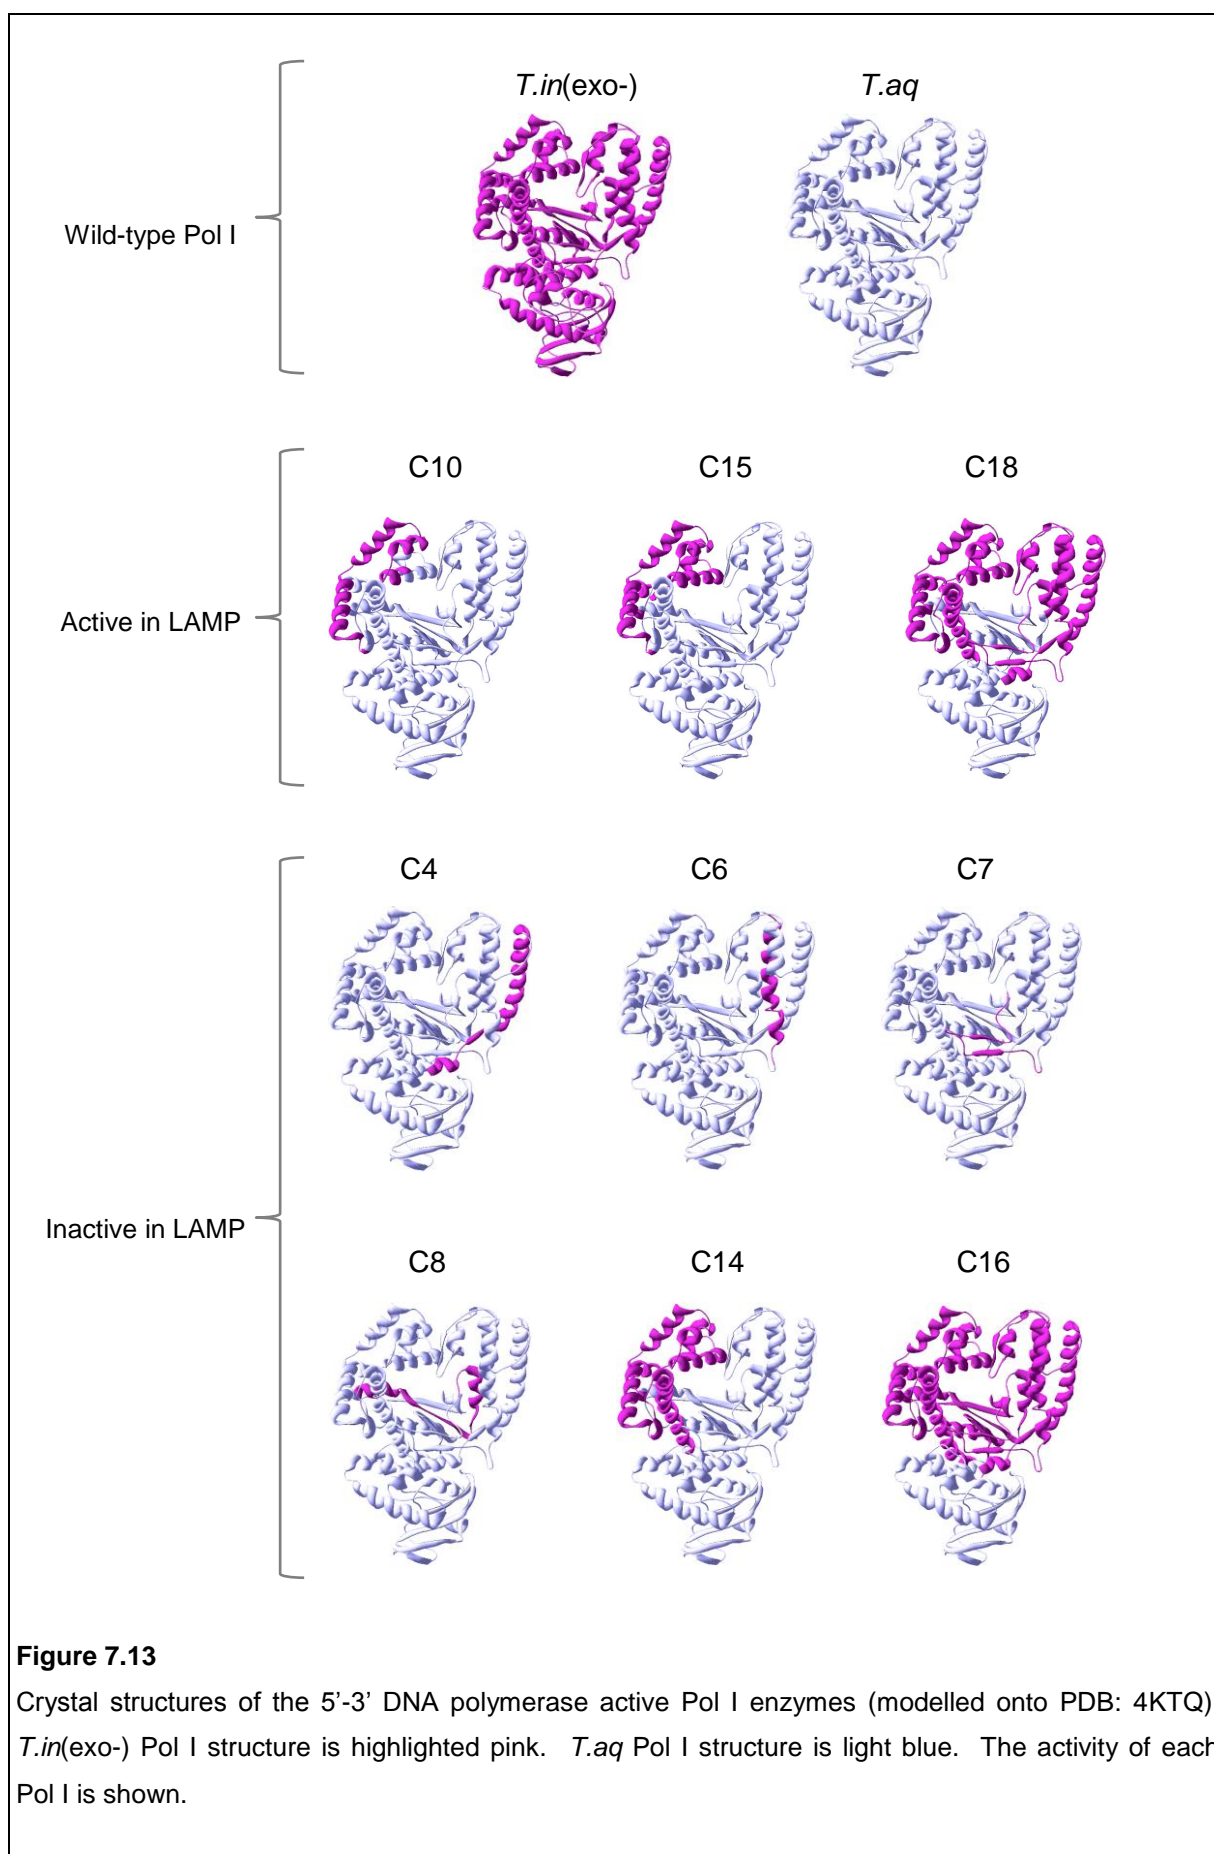 T.in(exo-) T.aq
Wild-type Pol I
C10 C15 C18
Active in LAMP
C4 C6 C7
Inactive in LAMP
C8 C14 C16
Figure 7.13
Crystal structures of the 5’-3’ DNA polymerase active Pol I enzymes (modelled onto PDB: 4KTQ)
T.in(exo-) Pol I structure is highlighted pink. T.aq Pol I structure is light blue. The activity of each
Pol I is shown.